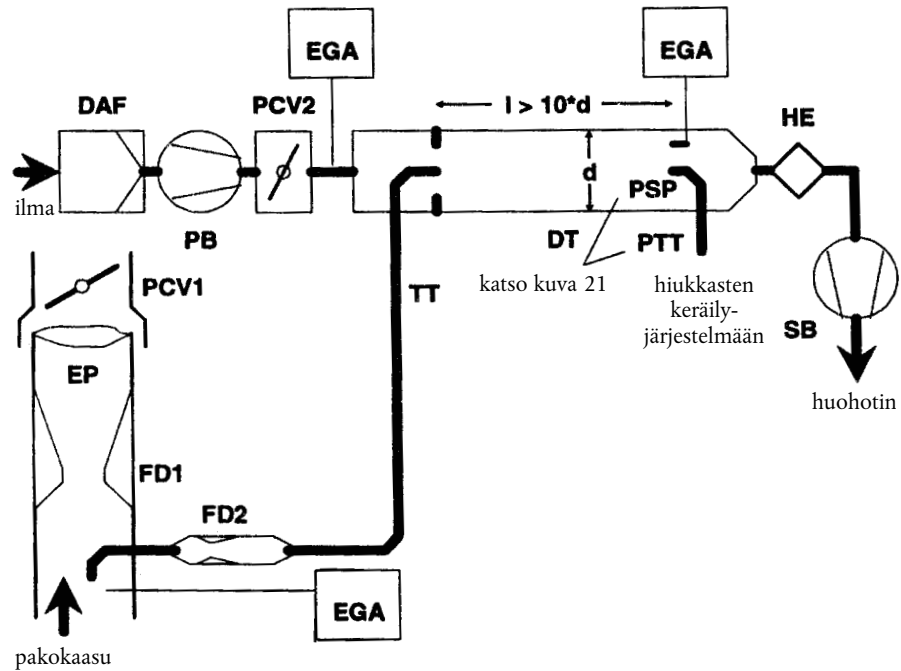 EGA
EGA
DAF
PCV2
l > 10*d
HE
ilma
PB
d
PSP
DT
PTT
PCV1
TT
katso kuva 21
hiukkasten
keräily-
järjestelmään
SB
EP
huohotin
FD1
FD2
EGA
pakokaasu